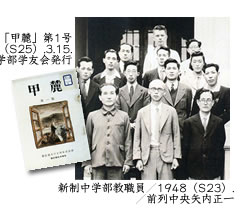 「甲麓」第1号
（S25）.3.15.
学部学友会発行
甲麓
新制中学部教職員／1948（S23）.
前列中央矢内正一